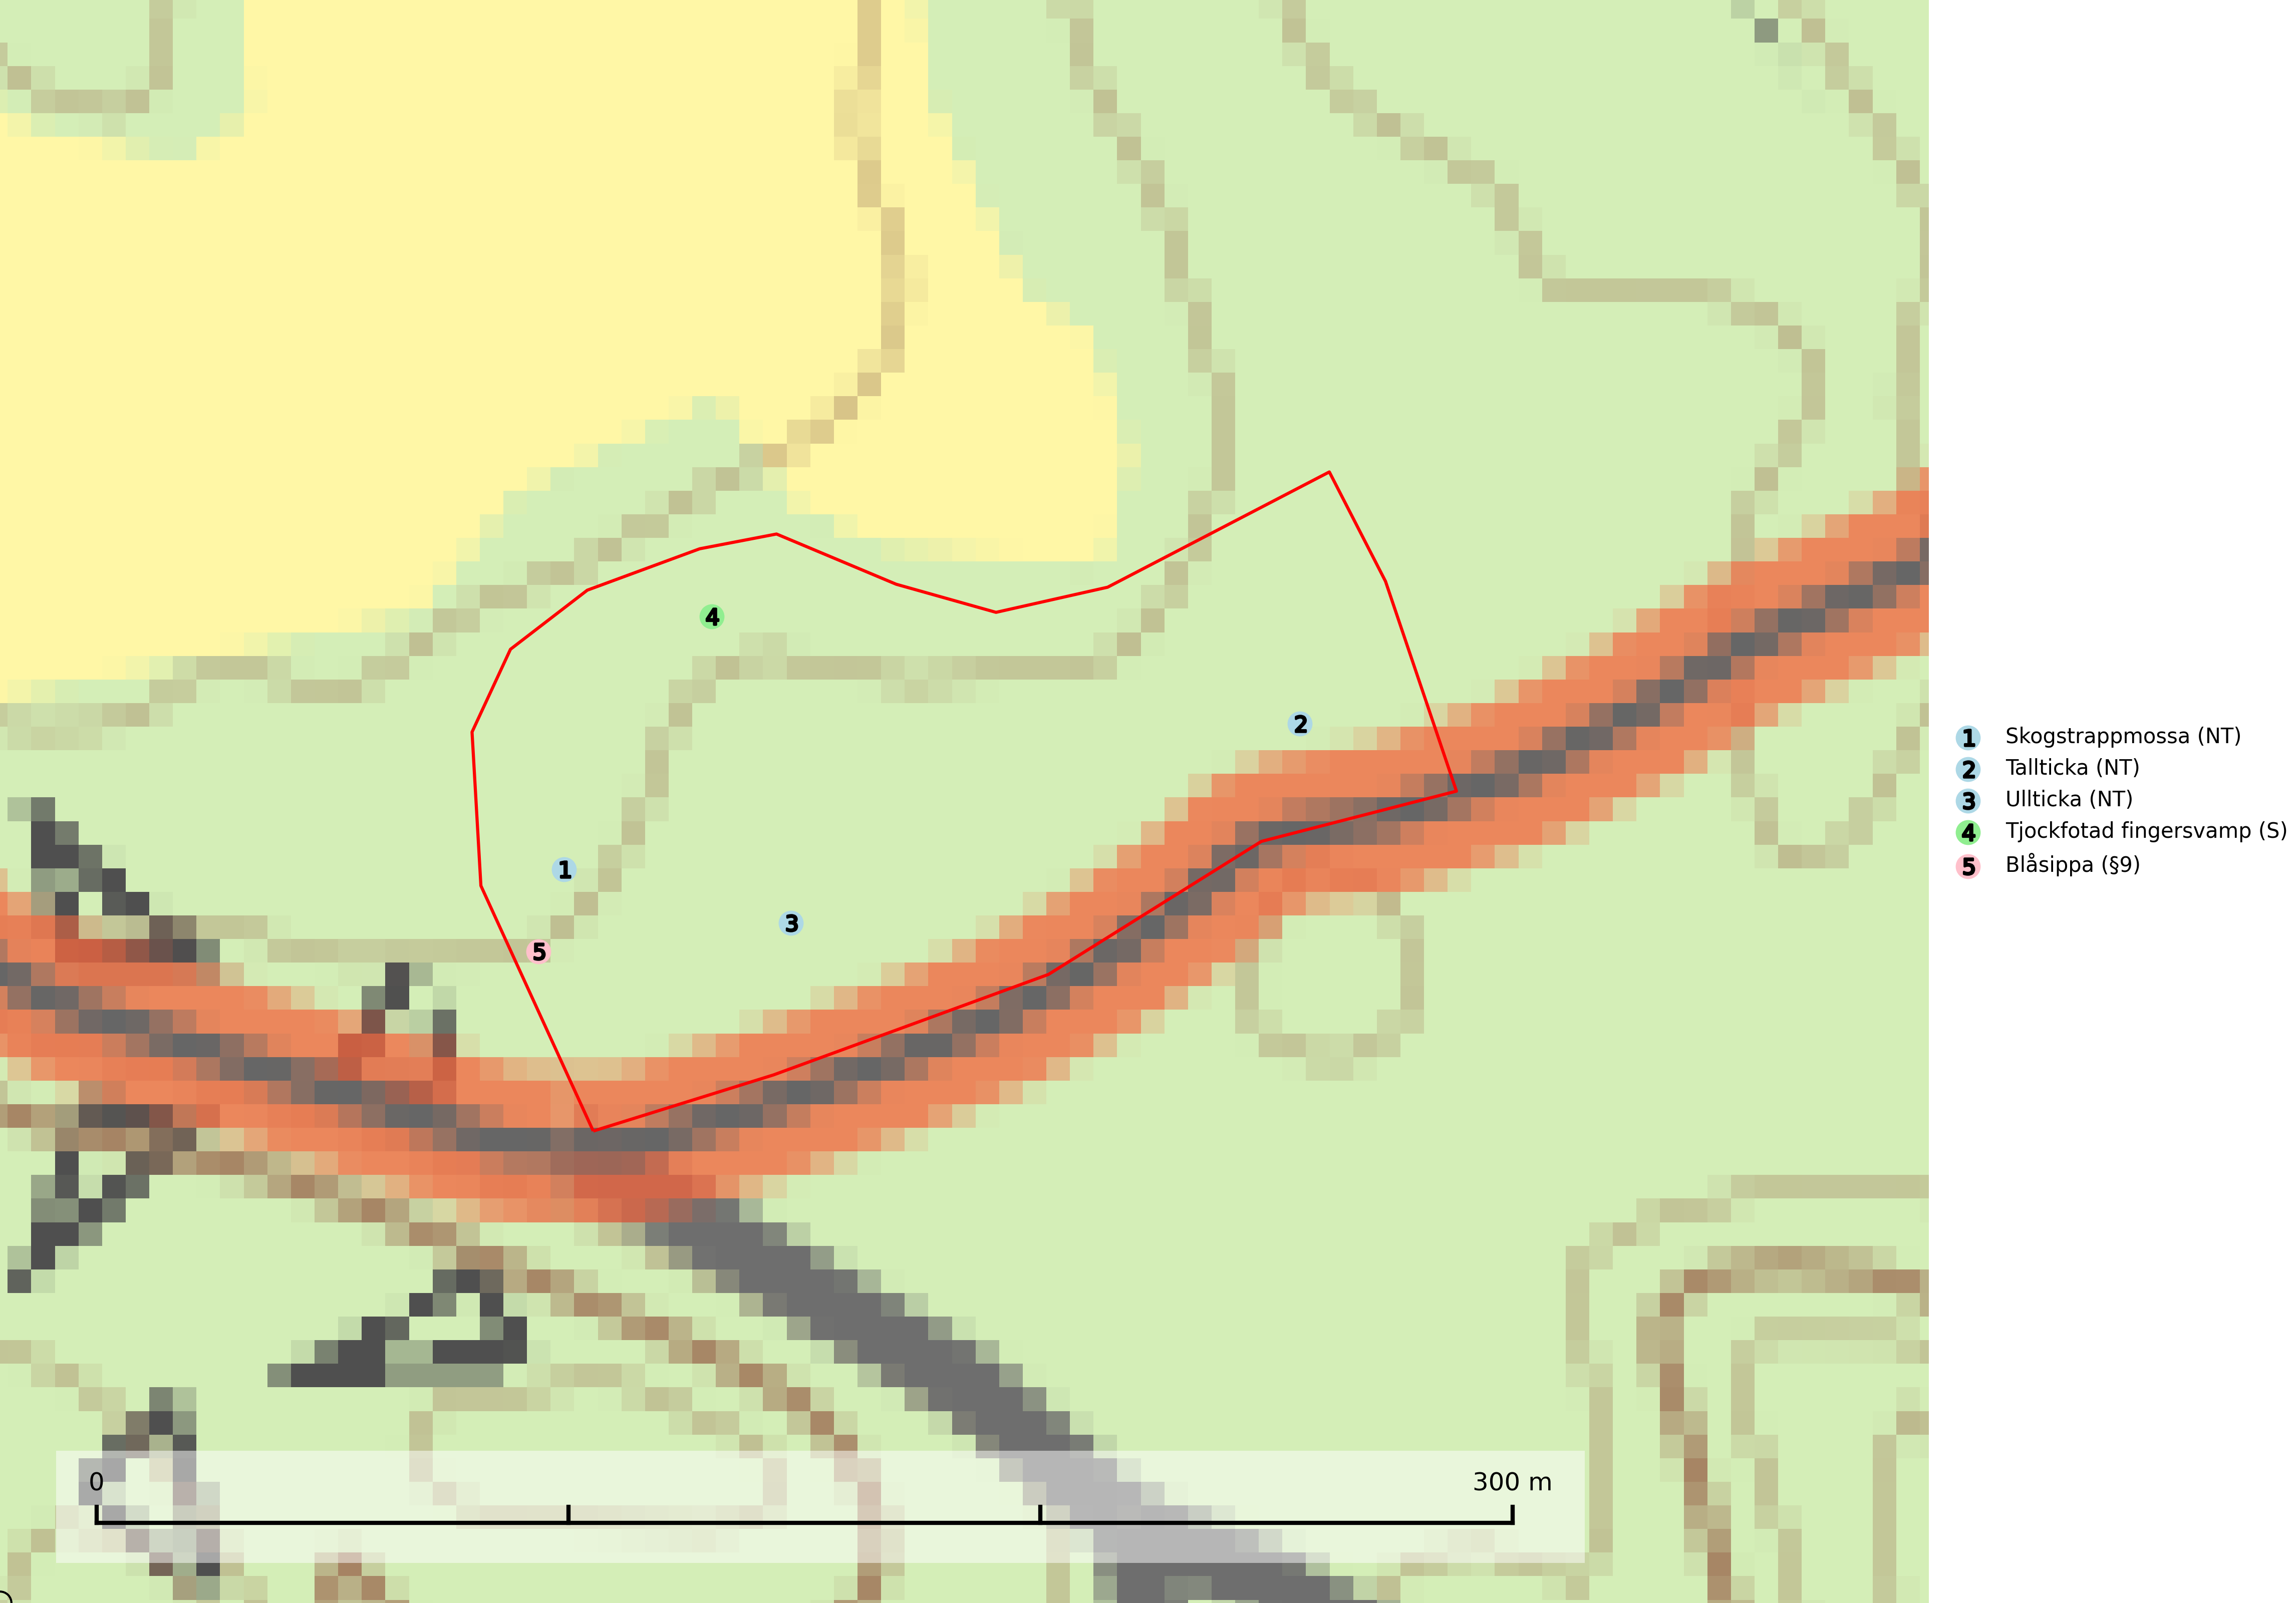 4
2
1
3
5
0 300 m
1 Skogstrappmossa (NT)
2 Tallticka (NT)
3 Ullticka (NT)
4 Tjockfotad fingersvamp (S)
5 Blåsippa (§9)